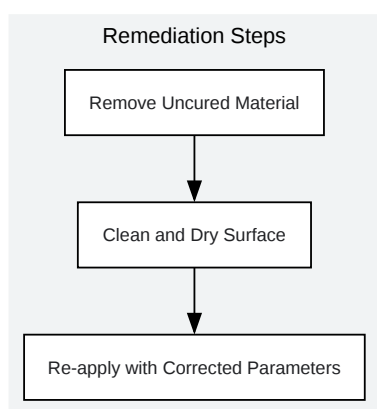 Remediation Steps
Remove Uncured Material
Clean and Dry Surface
Re-apply with Corrected Parameters